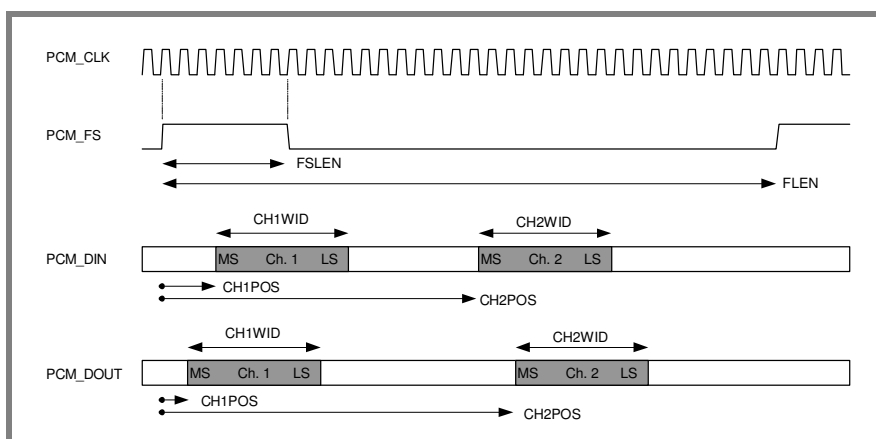 PCM_CLK
PCM_FS
FSLEN
FLEN
CH1WID CH2WID
PCM_DIN MS Ch. 1 LS MS Ch. 2 LS
CH1POS
CH2POS
CH1WID CH2WID
PCM_DOUT MS Ch. 1 LS MS Ch. 2 LS
CH1POS
CH2POS